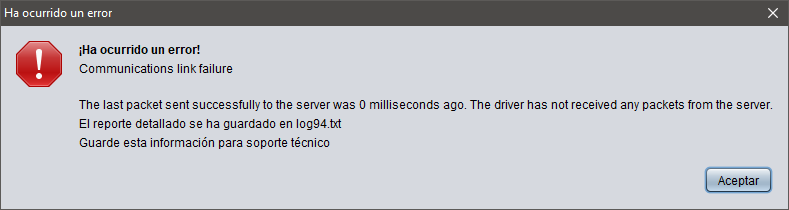 Ha ocurrido un error
¡Ha ocurrido un error!
Communications link failure
The last packet sent successfully to the server was 0 milliseconds ago. The driver has not received any packets from the server.
El reporte detallado se ha guardado en log94.txt
Guarde esta información para soporte técnico
Aceptar